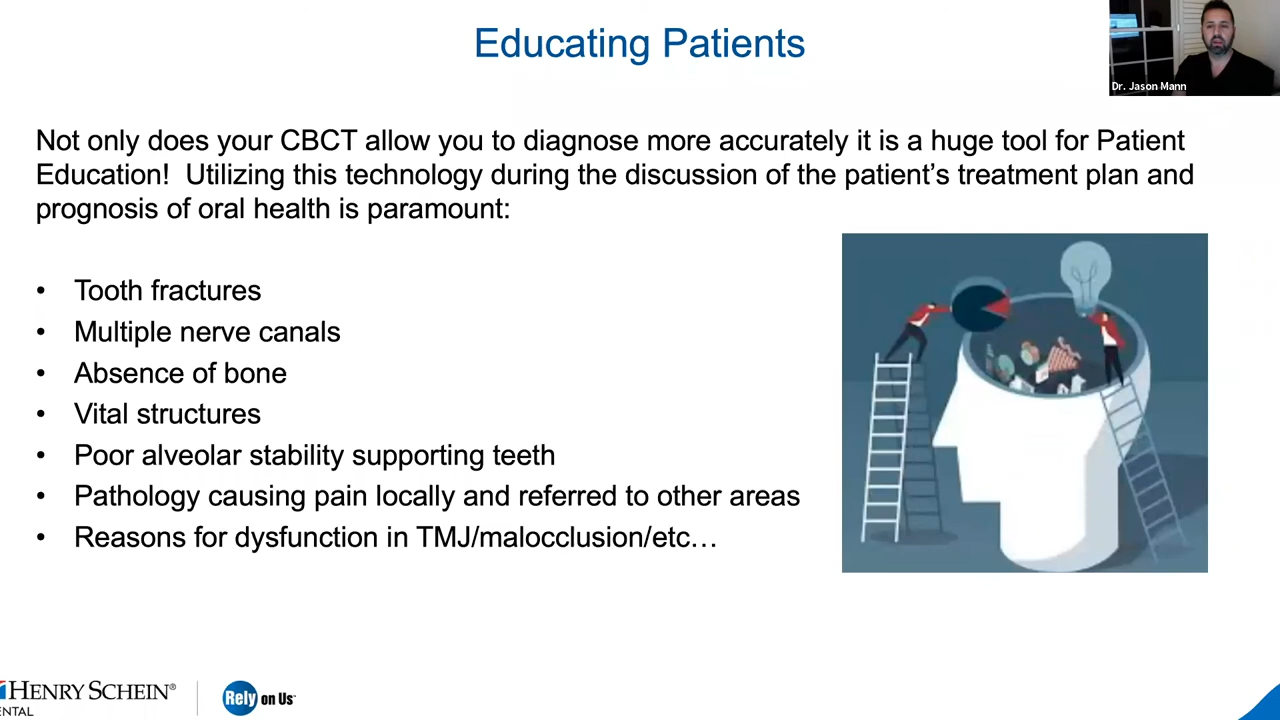 Educating Patients
Dr. Jason Mann
Not only does your CBCT allow you to diagnose more accurately it is a huge tool for Patient
Education!  Utilizing this technology during the discussion of the patient’s treatment plan and
prognosis of oral health is paramount:
• Tooth fractures
• Multiple nerve canals
• Absence of bone
• Vital structures
• Poor alveolar stability supporting teeth
• Pathology causing pain locally and referred to other areas
• Reasons for dysfunction in TMJ/malocclusion/etc…
HENRY SCHEIN®
ENTAL
Rely on Us™